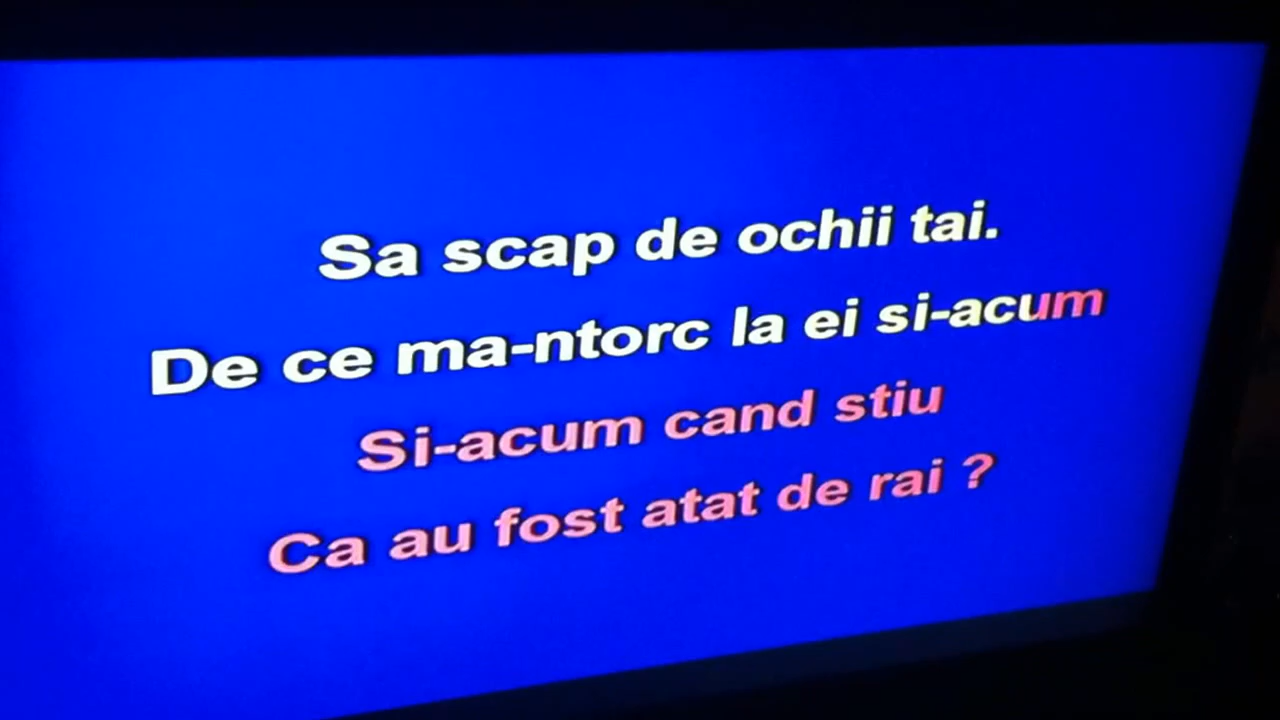 Sa scap de ochii tai.
De ce ma-ntorc la ei si-acum
Si-acum cand stiu
Ca au fost atat de rai ?